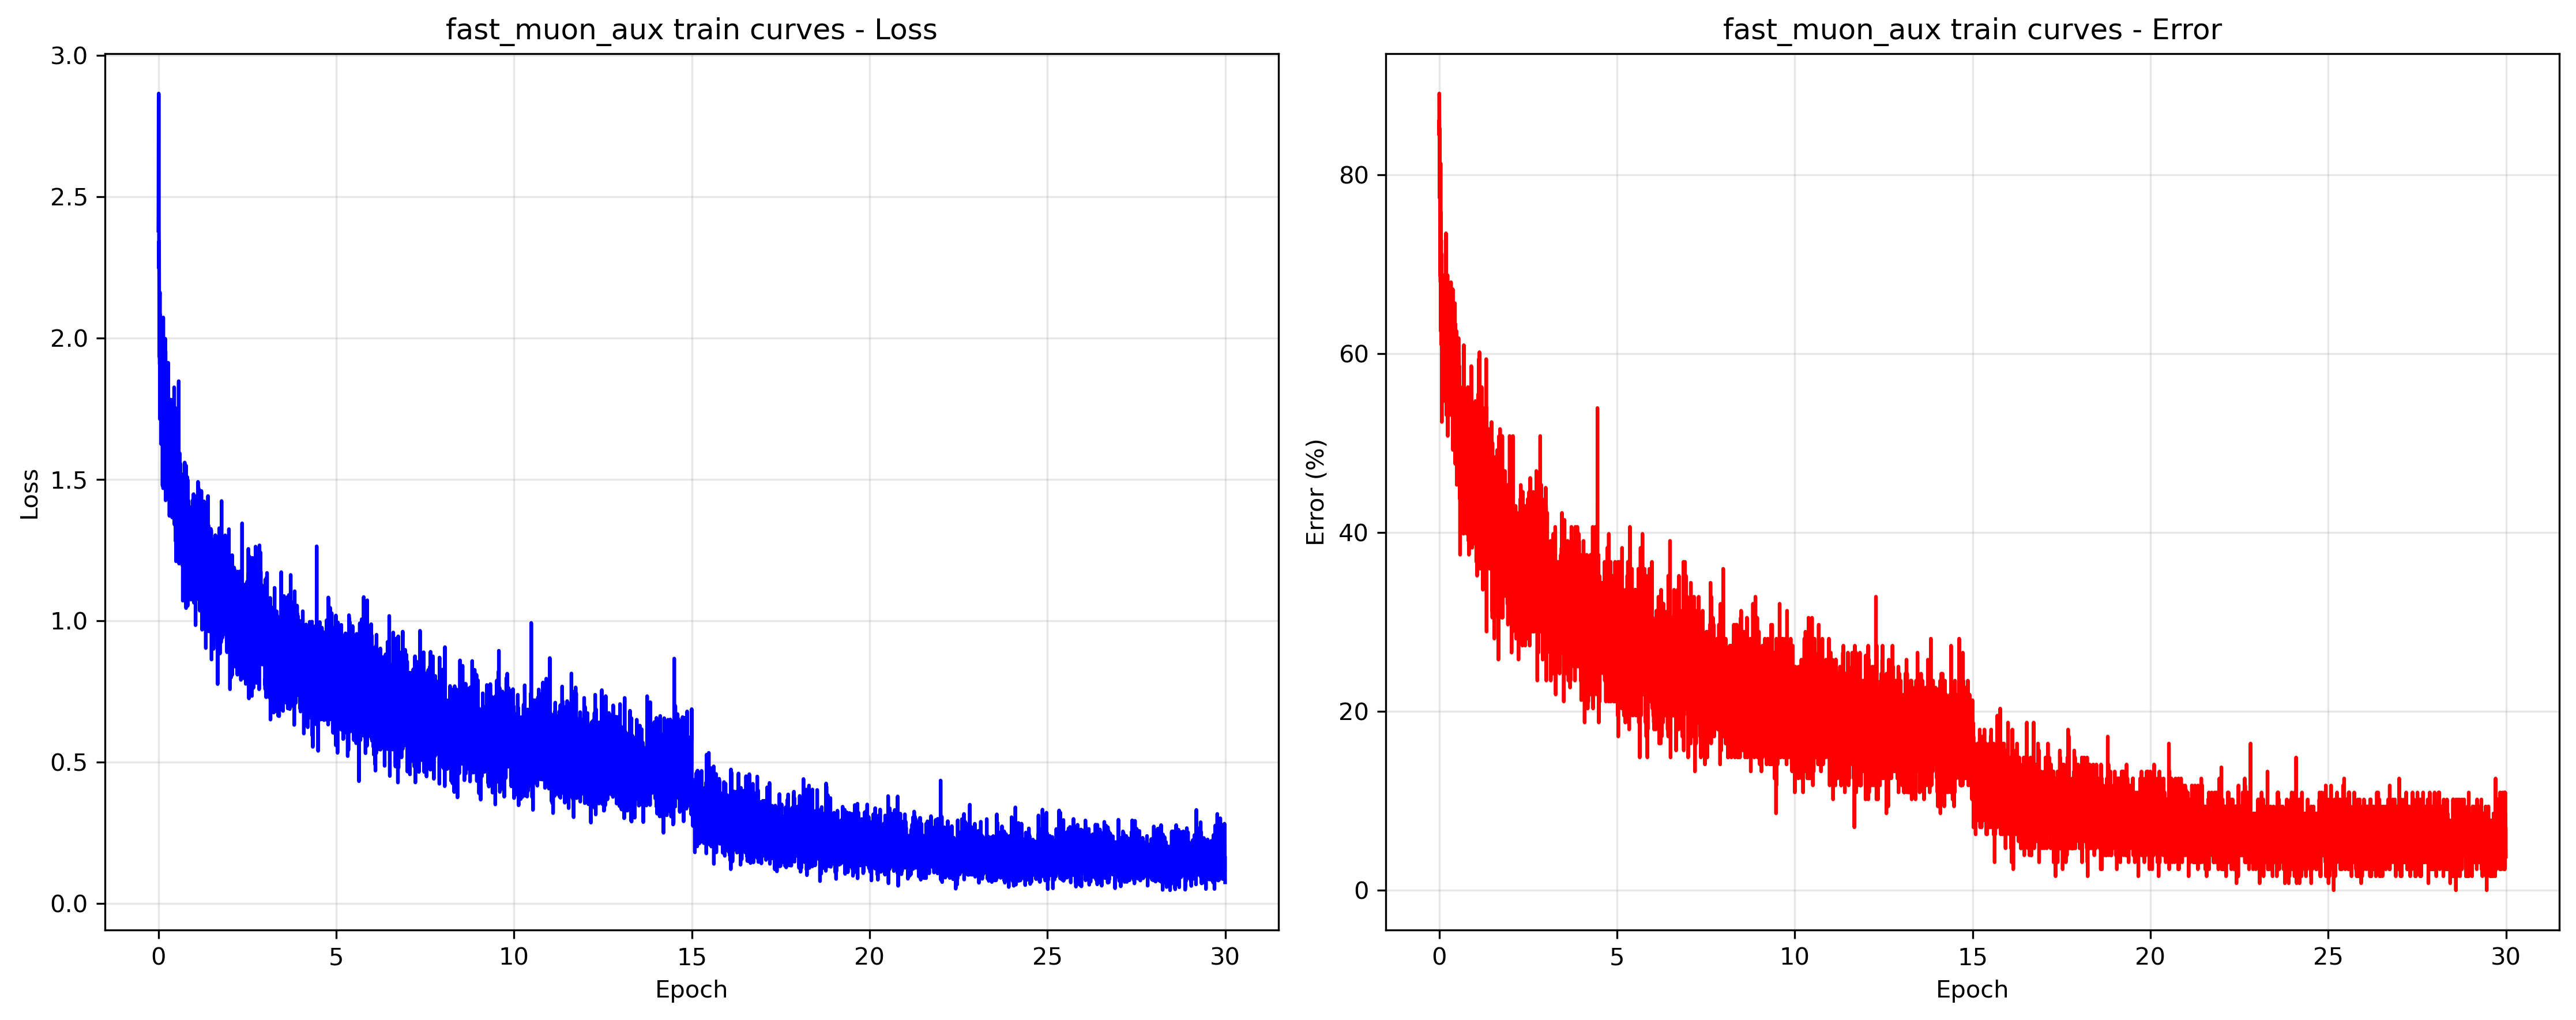 fast_muon_aux train curves - Loss
3.0
2.5
2.0
1.5
1.0
0.5
0.0
Loss
0 5 10 15 20 25 30
Epoch
fast_muon_aux train curves - Error
80
60
40
20
0
Error (%)
0 5 10 15 20 25 30
Epoch